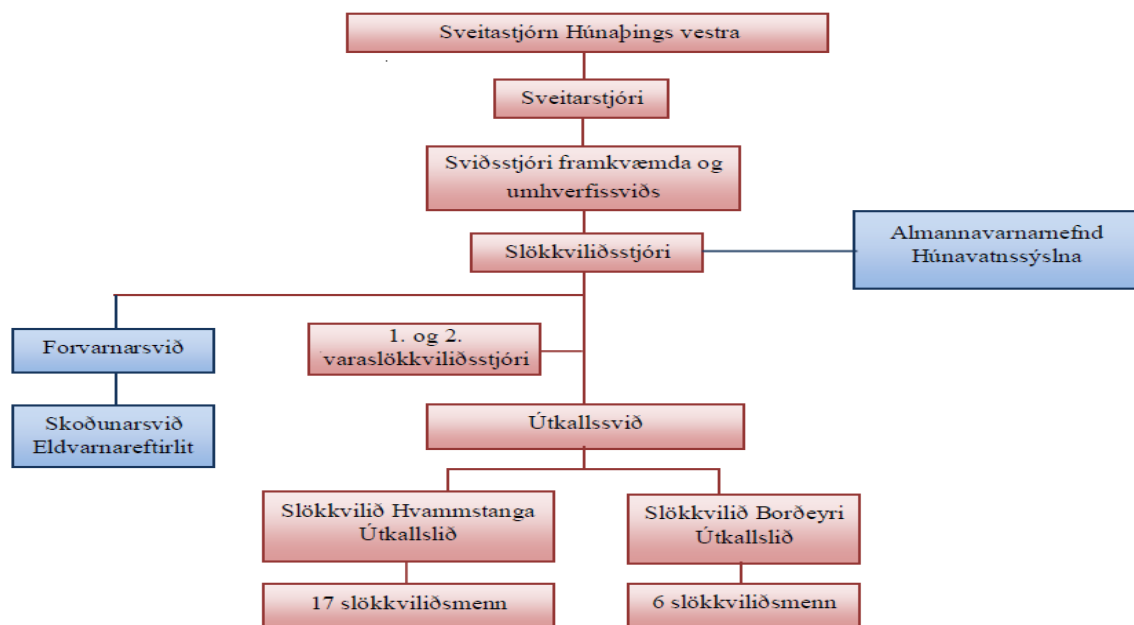 Sveitastjórn Húnaþings vestra
Sveitarstjóri
Sviðsstjóri framkvæmda og
umhverfissviðs
Slökkviliðsstjóri
Almannavarnarnefnd
Húnavatnssýslna
Forvarnarsvið
1. og 2.
varaslökkviliðsstjóri
Skoðunarsvið
Eldvarnareftirlit
Útkallssvið
Slökkvilið Hvammstanga
Útkallslið
Slökkvilið Borðeyri
Útkallslið
17 slökkviliðsmenn
6 slökkviliðsmenn